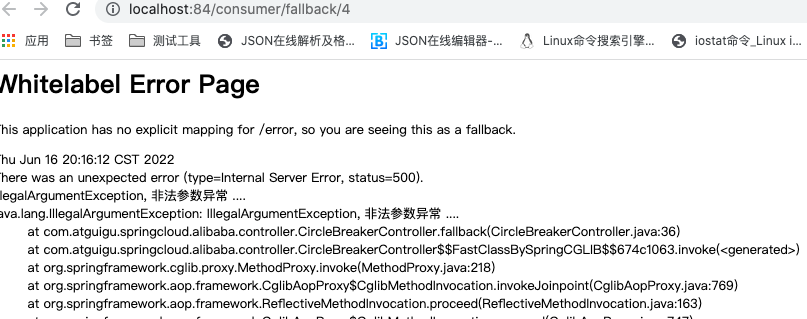 localhost:84/consumer/fallback/4
应用 书签 测试工具 JSON在线解析及格... JSON在线编辑器-... Linux命令搜索引擎... iostat命令_Linux i...
Whitelabel Error Page
This application has no explicit mapping for /error, so you are seeing this as a fallback.
Thu Jun 16 20:16:12 CST 2022
There was an unexpected error (type=Internal Server Error, status=500).
llegalArgumentException, 非法参数异常 ....
ava.lang.IllegalArgumentException: IllegalArgumentException, 非法参数异常 ....
at com.atguigu.springcloud.alibaba.controller.CircleBreakerController.fallback(CircleBreakerController.java:36)
at com.atguigu.springcloud.alibaba.controller.CircleBreakerController$$FastClassBySpringCGLIB$$674c1063.invoke(<generated>)
at org.springframework.cglib.proxy.MethodProxy.invoke(MethodProxy.java:218)
at org.springframework.aop.framework.CglibAopProxy$CglibMethodInvocation.invokeJoinpoint(CglibAopProxy.java:769)
at org.springframework.aop.framework.ReflectiveMethodInvocation.proceed(ReflectiveMethodInvocation.java:163)